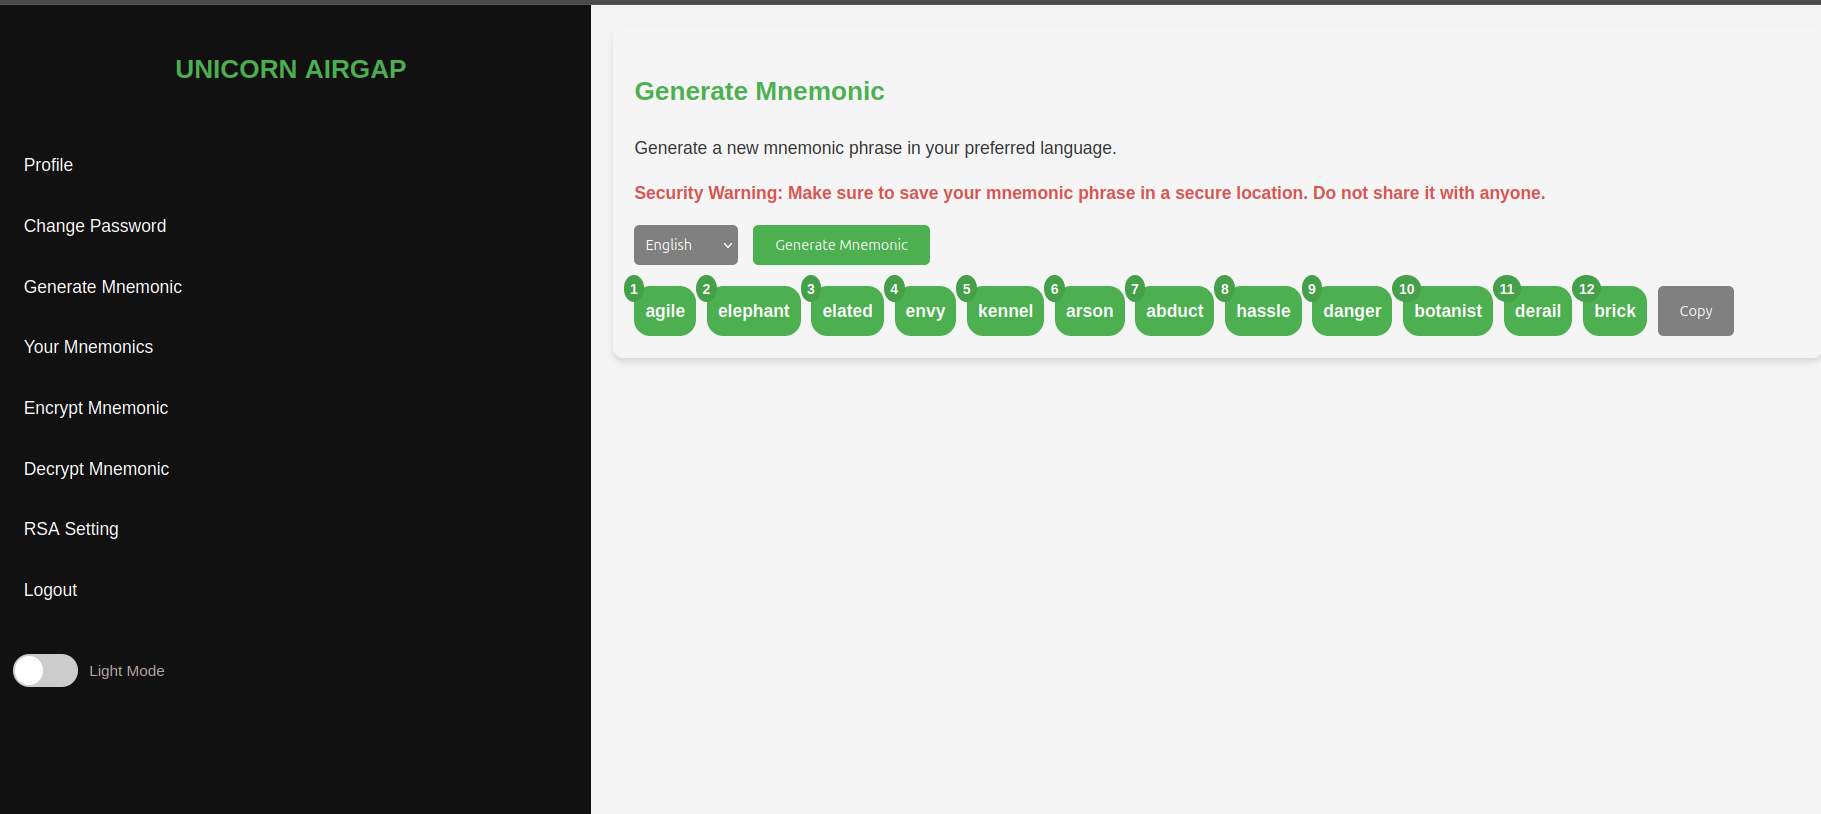 UNICORN AIRGAP
Profile
Change Password
Generate Mnemonic
Your Mnemonics
Encrypt Mnemonic
Decrypt Mnemonic
RSA Setting
Logout
Light Mode
Generate Mnemonic
Generate a new mnemonic phrase in your preferred language.
Security Warning: Make sure to save your mnemonic phrase in a secure location. Do not share it with anyone.
English Generate Mnemonic
1 agile 2 elephant 3 elated 4 envy 5 kennel 6 arson 7 abduct 8 hassle 9 danger 10 botanist 11 derail 12 brick Copy